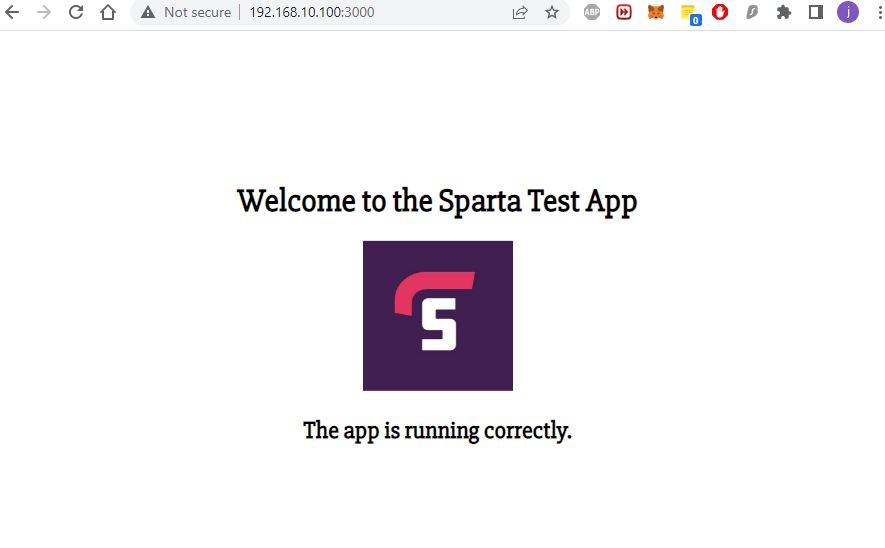 Not secure | 192.168.10.100:3000
ABP
0
j
Welcome to the Sparta Test App
S
The app is running correctly.